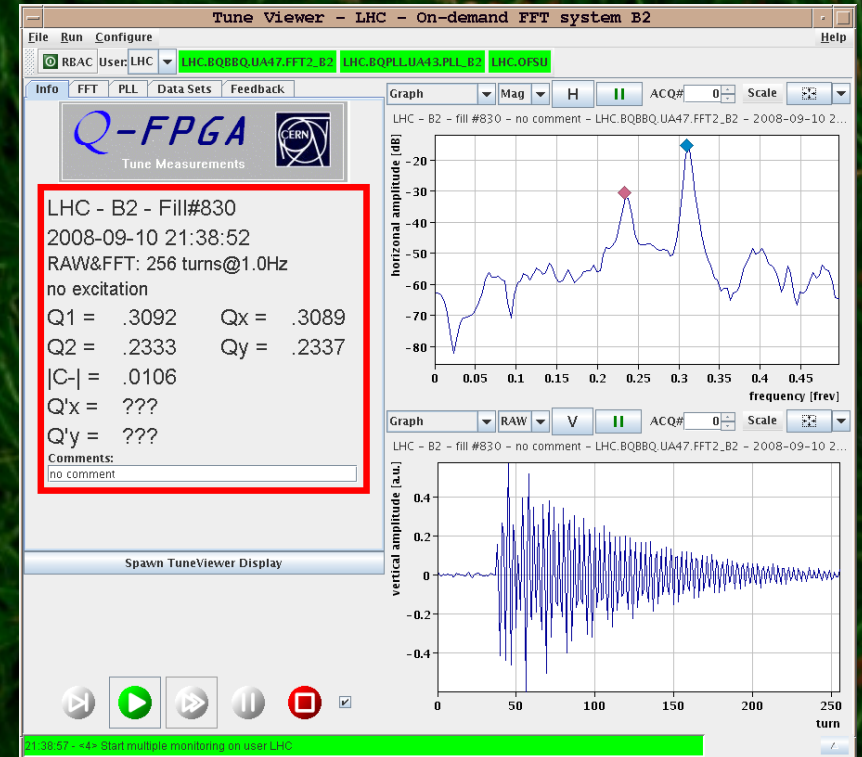 Tune Viewer - LHC - On-demand FFT system B2
File Run Configure Help
RBAC User: LHC LHC.BQBBQ.UA47.FFT2_B2 LHC.BQPLL.UA43.PLL_B2 LHC.OFSU
Info FFT PLL Data Sets Feedback
Q-FPGA
CERN
Tune Measurements
LHC - B2 - Fill#830
2008-09-10 21:38:52
RAW&FFT: 256 turns@1.0Hz
no excitation
Q1 = .3092 Qx = .3089
Q2 = .2333 Qy = .2337
|C-| = .0106
Q'x = ???
Q'y = ???
Comments:
no comment
Spawn TuneViewer Display
Graph Mag H ACQ# 0 Scale
LHC - B2 - fill #830 - no comment - LHC.BQBBQ.UA47.FFT2_B2 - 2008-09-10 2...
horizonal amplitude [dB]
-20
-30
-40
-50
-60
-70
-80
0 0.05 0.1 0.15 0.2 0.25 0.3 0.35 0.4 0.45
frequency [frev]
Graph RAW V ACQ# 0 Scale
LHC - B2 - fill #830 - no comment - LHC.BQBBQ.UA47.FFT2_B2 - 2008-09-10 2...
vertical amplitude [a.u.]
0.4
0.2
0
-0.2
-0.4
0 50 100 150 200 250
turn
21:38:57 - <4> Start multiple monitoring on user LHC